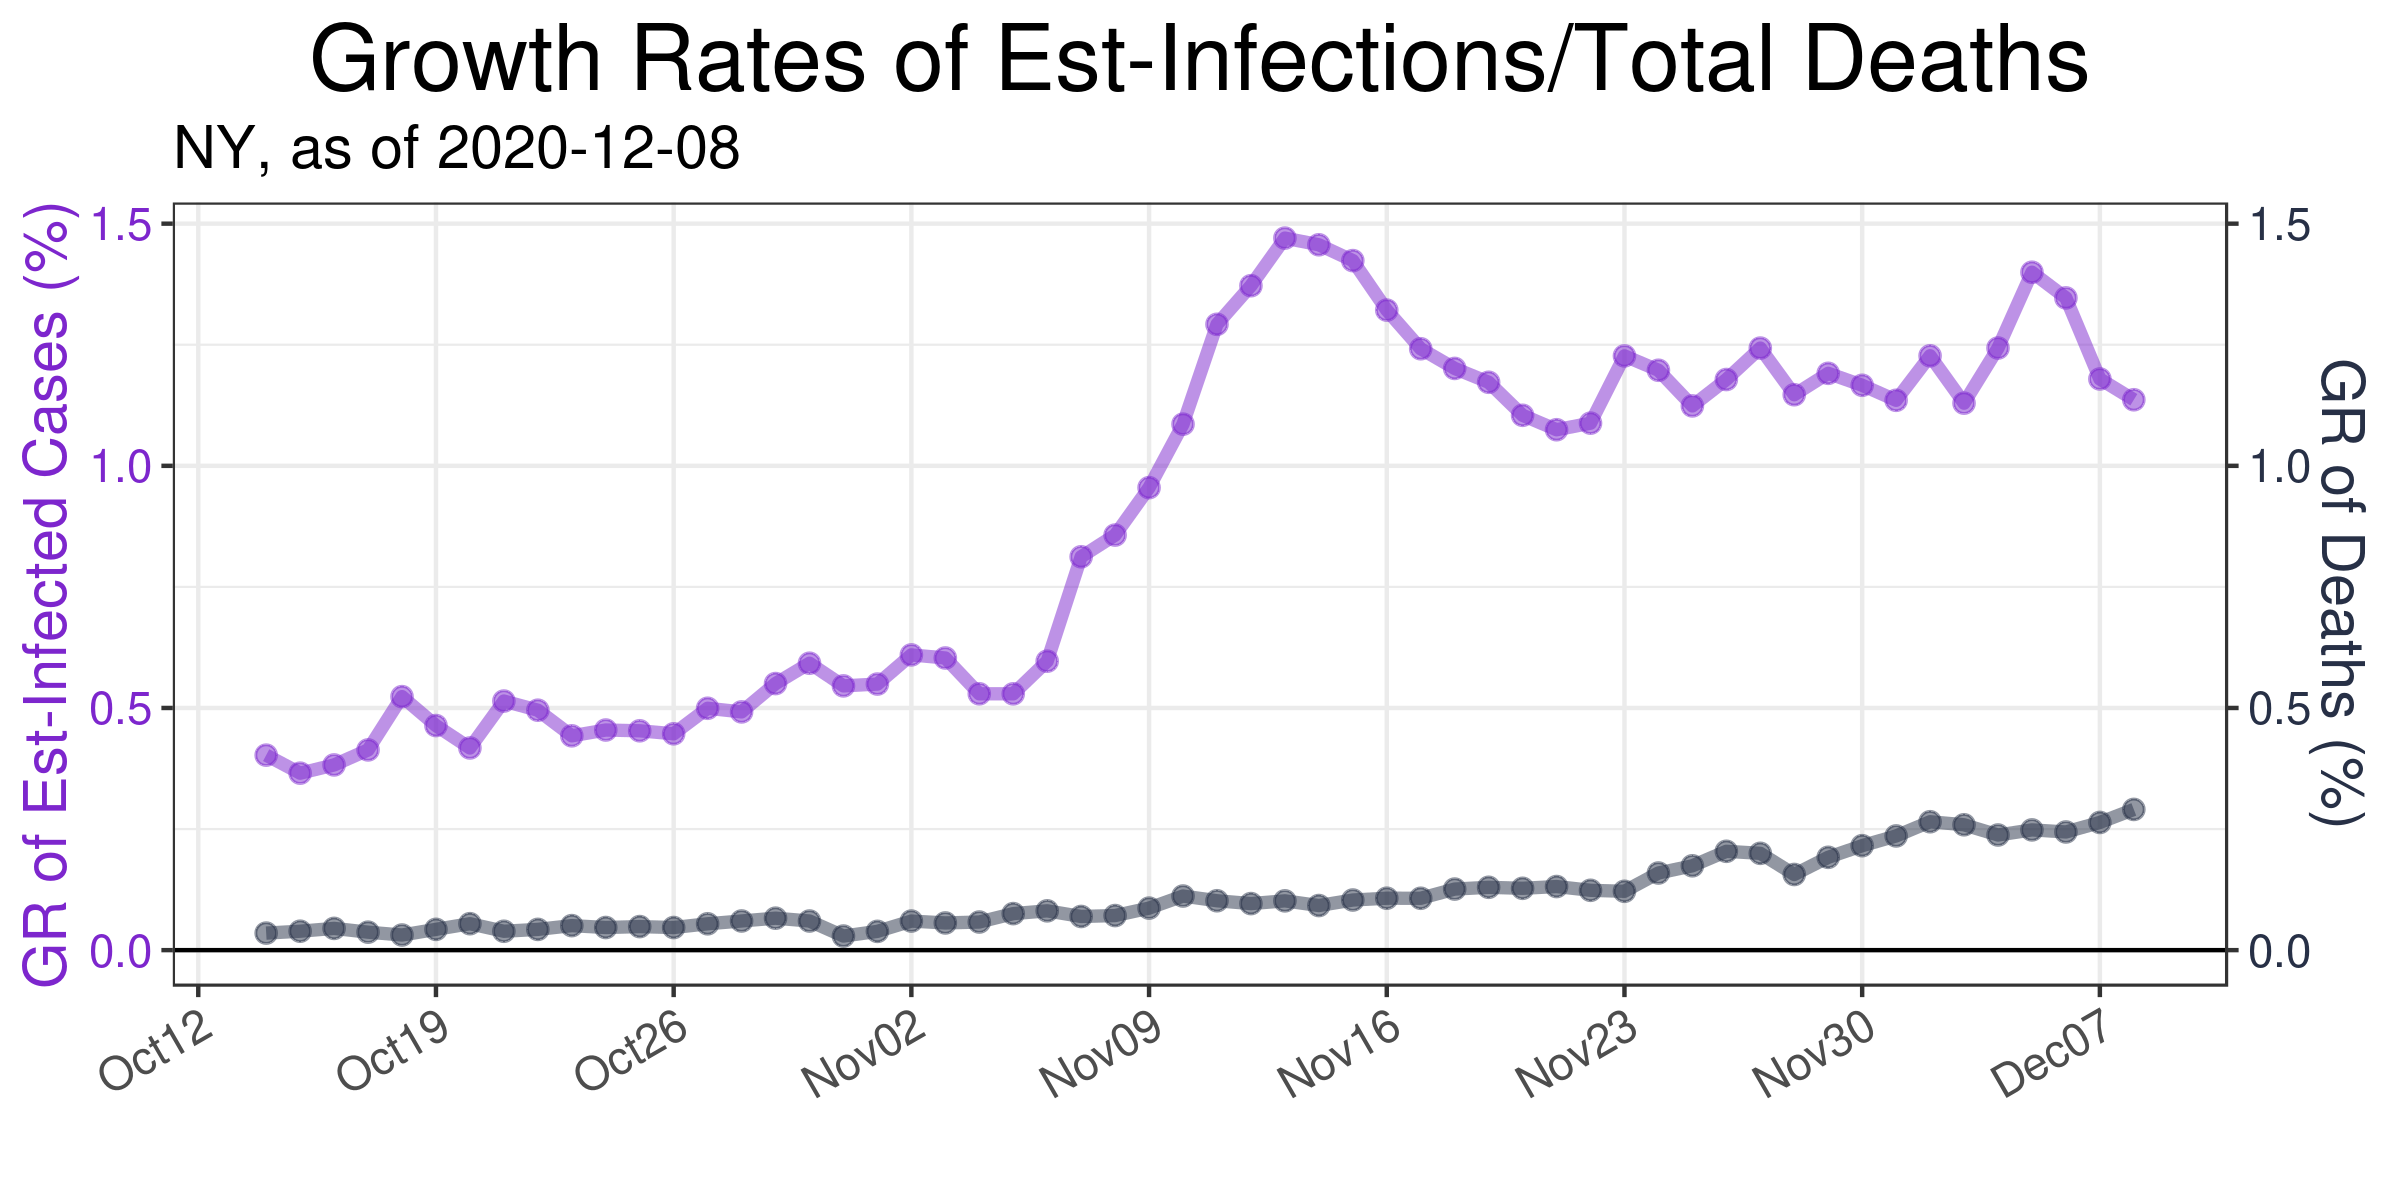 Growth Rates of Est-Infections/Total Deaths
NY, as of 2020-12-08
GR of Est-Infected Cases (%)
1.5
1.0
0.5
0.0
1.5
1.0
0.5
0.0
GR of Deaths (%)
Oct12
Oct19
Oct26
Nov02
Nov09
Nov16
Nov23
Nov30
Dec07